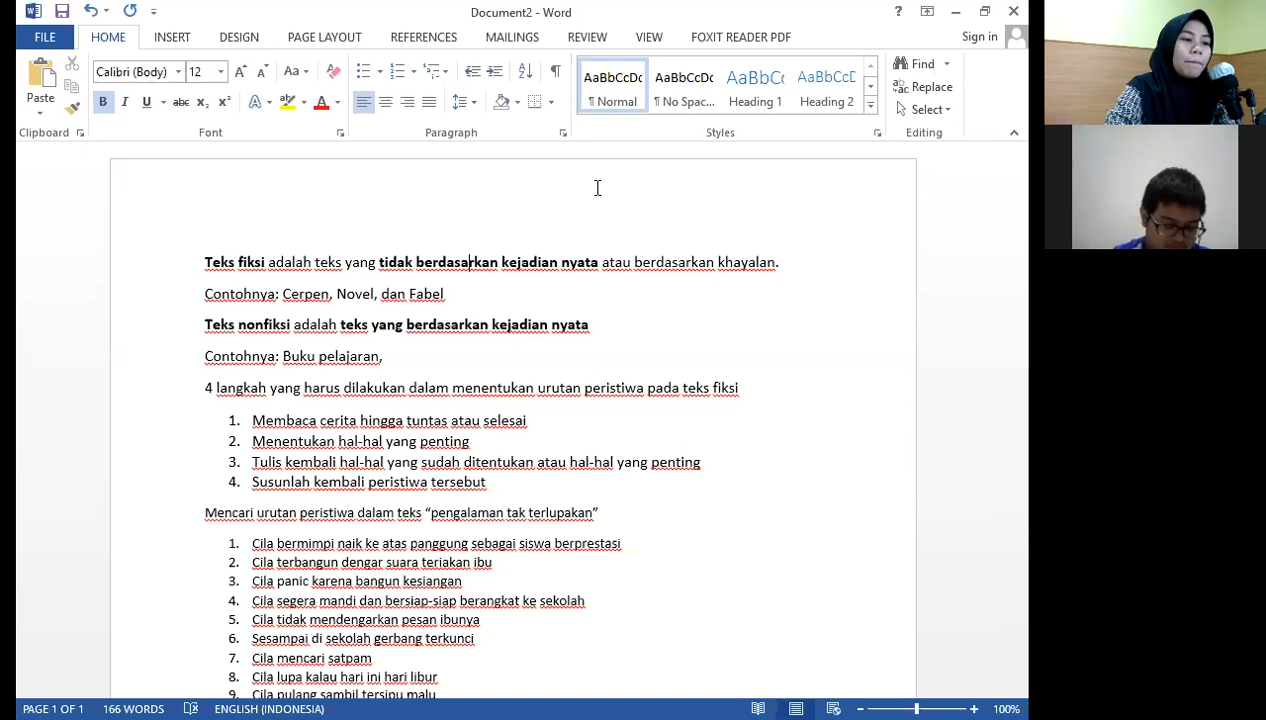 Document2 - Word
FILE HOME INSERT DESIGN PAGE LAYOUT REFERENCES MAILINGS REVIEW VIEW FOXIT READER PDF Sign in
Calibri (Body) 12
Paste
AaBbCcDc AaBbCcDc AaBbC AaBbCcD
¶ Normal ¶ No Spac... Heading 1 Heading 2
Find
Replace
Select
Clipboard Font Paragraph Styles Editing
Teks fiksi adalah teks yang tidak berdasarkan kejadian nyata atau berdasarkan khayalan.
Contohnya: Cerpen, Novel, dan Fabel
Teks nonfiksi adalah teks yang berdasarkan kejadian nyata
Contohnya: Buku pelajaran,
4 langkah yang harus dilakukan dalam menentukan urutan peristiwa pada teks fiksi
1. Membaca cerita hingga tuntas atau selesai
2. Menentukan hal-hal yang penting
3. Tulis kembali hal-hal yang sudah ditentukan atau hal-hal yang penting
4. Susunlah kembali peristiwa tersebut
Mencari urutan peristiwa dalam teks “pengalaman tak terlupakan”
1. Cila bermimpi naik ke atas panggung sebagai siswa berprestasi
2. Cila terbangun dengar suara teriakan ibu
3. Cila panic karena bangun kesiangan
4. Cila segera mandi dan bersiap-siap berangkat ke sekolah
5. Cila tidak mendengarkan pesan ibunya
6. Sesampai di sekolah gerbang terkunci
7. Cila mencari satpam
8. Cila lupa kalau hari ini hari libur
9. Cila pulang sambil tersipu malu
PAGE 1 OF 1 166 WORDS ENGLISH (INDONESIA) 100%